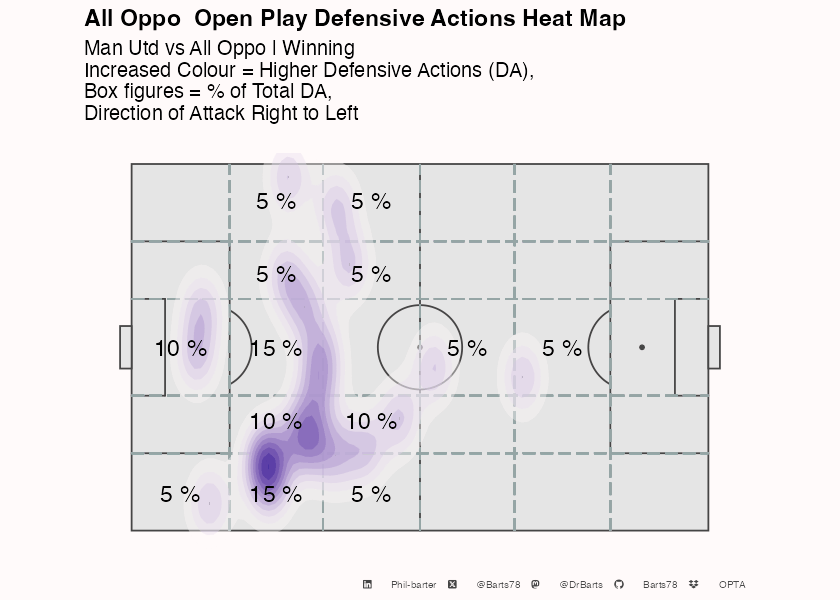 All Oppo  Open Play Defensive Actions Heat Map
Man Utd vs All Oppo | Winning
Increased Colour = Higher Defensive Actions (DA),
Box figures = % of Total DA,
Direction of Attack Right to Left
5 % 5 %
5 % 5 %
10 % 15 % 5 % 5 %
10 % 10 %
5 % 15 % 5 %
Phil-barter @Barts78 @DrBarts Barts78 OPTA